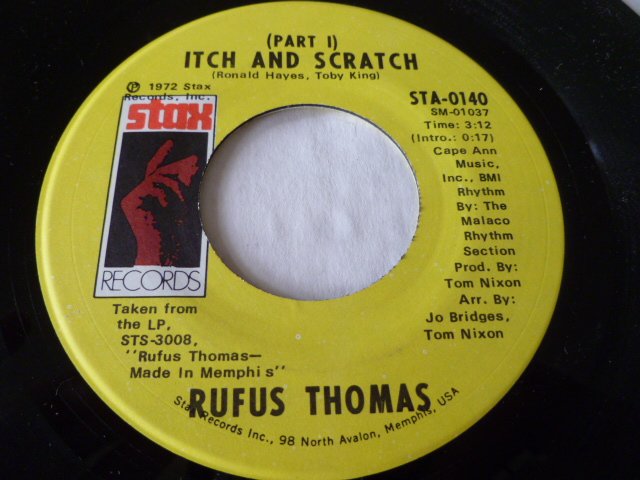 (PART I)
ITCH AND SCRATCH
(Ronald Hayes, Toby King)
℗ 1972 Stax
Records, Inc.
stax
RECORDS
STA-0140
SM-01037
Time: 3:12
(Intro.: 0:17)
Cape Ann
Music,
Inc., BMI
Rhythm
By: The
Malaco
Rhythm
Section
Prod. By:
Tom Nixon
Arr. By:
Jo Bridges,
Tom Nixon
Taken from
the LP,
STS-3008,
"Rufus Thomas—
Made In Memphis"
RUFUS THOMAS
Stax Records Inc., 98 North Avalon, Memphis, USA